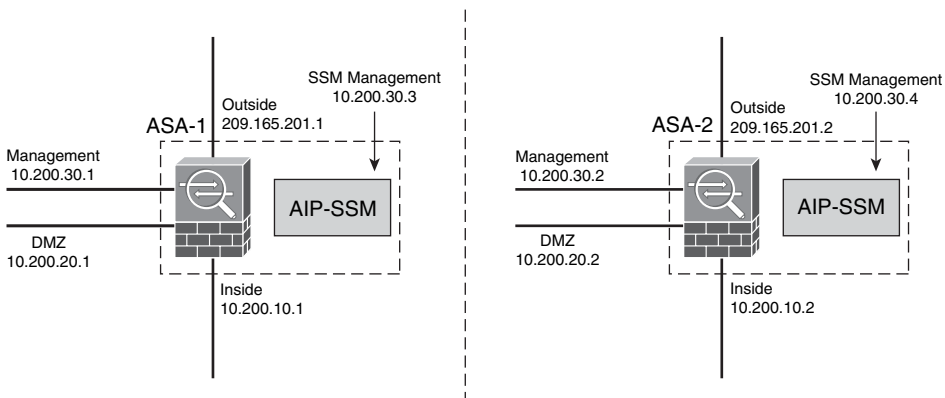 SSM Management
10.200.30.3
Outside
209.165.201.1
ASA-1
Management
10.200.30.1
AIP-SSM
DMZ
10.200.20.1
Inside
10.200.10.1
SSM Management
10.200.30.4
Outside
209.165.201.2
ASA-2
Management
10.200.30.2
AIP-SSM
DMZ
10.200.20.2
Inside
10.200.10.2